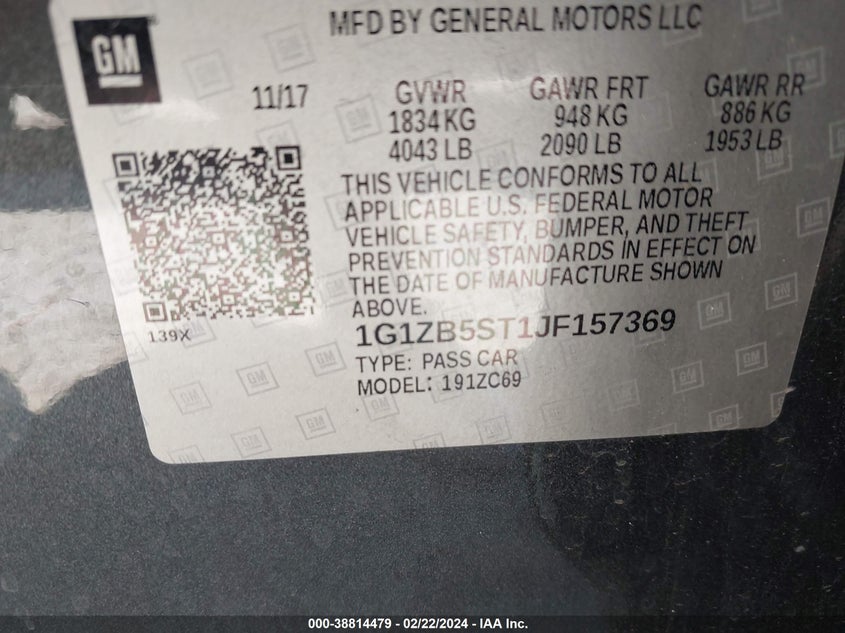 GM
MFD BY GENERAL MOTORS LLC
11/17 GVWR GAWR FRT GAWR RR
1834 KG 948 KG 886 KG
4043 LB 2090 LB 1953 LB
THIS VEHICLE CONFORMS TO ALL
APPLICABLE U.S. FEDERAL MOTOR
VEHICLE SAFETY, BUMPER, AND THEFT
PREVENTION STANDARDS IN EFFECT ON
THE DATE OF MANUFACTURE SHOWN
ABOVE.
139X
1G1ZB5ST1JF157369
TYPE: PASS CAR
MODEL: 191ZC69
000-38814479 - 02/22/2024 - IAA Inc.